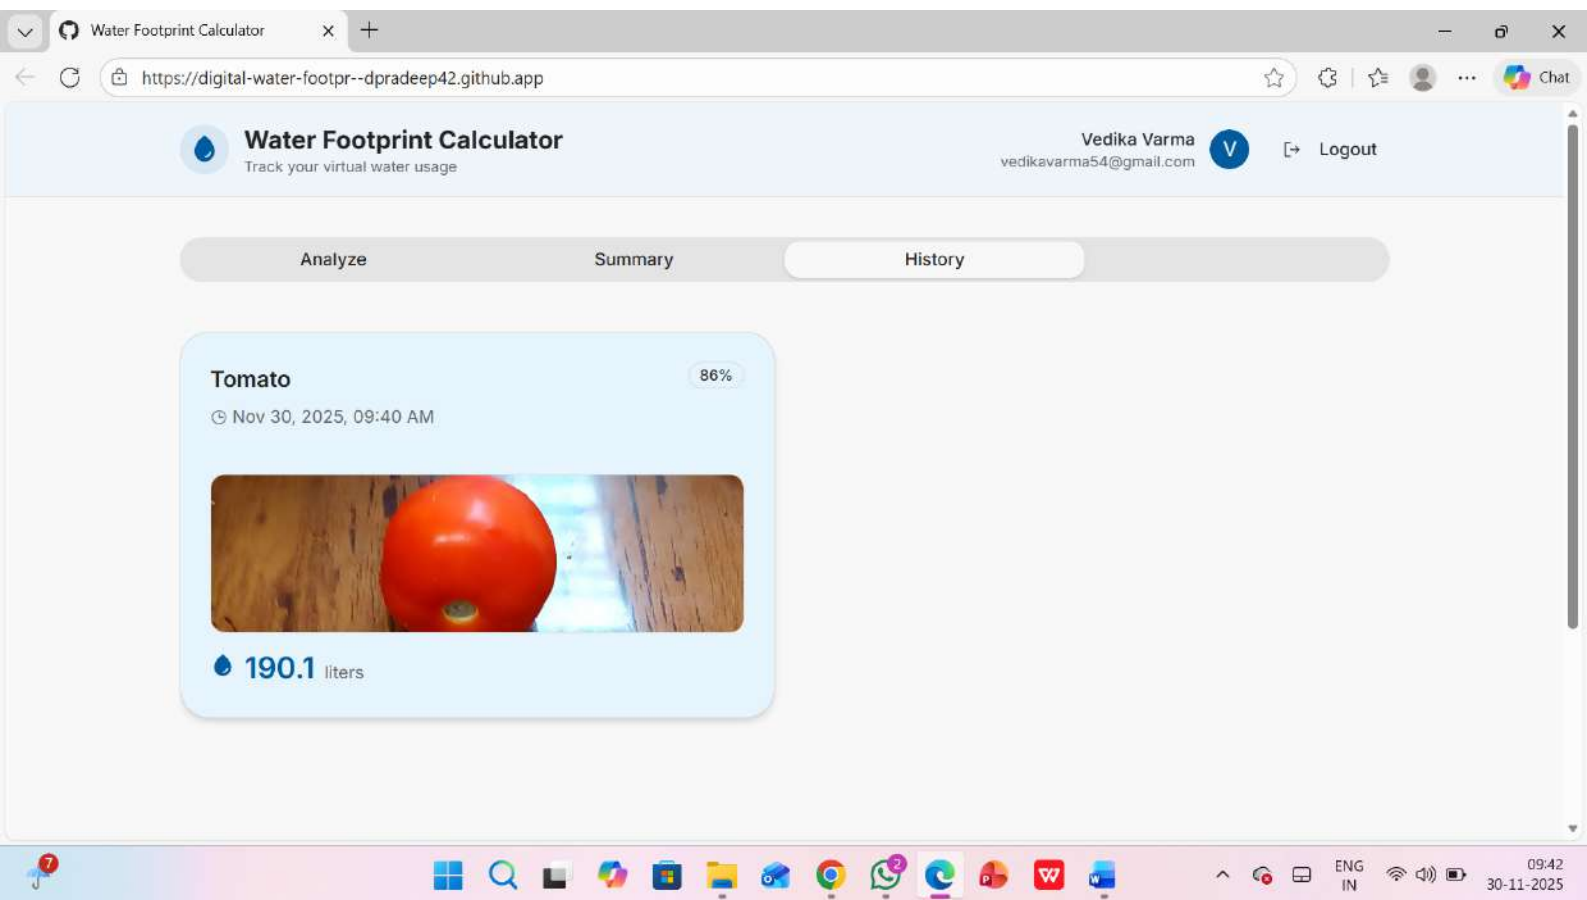 Water Footprint Calculator
https://digital-water-footpr--dpradeep42.github.app
Chat
Water Footprint Calculator
Track your virtual water usage
Vedika Varma
vedikavarma54@gmail.com
V
Logout
Analyze
Summary
History
Tomato
86%
Nov 30, 2025, 09:40 AM
190.1 liters
7
2
ENG
IN
09:42
30-11-2025